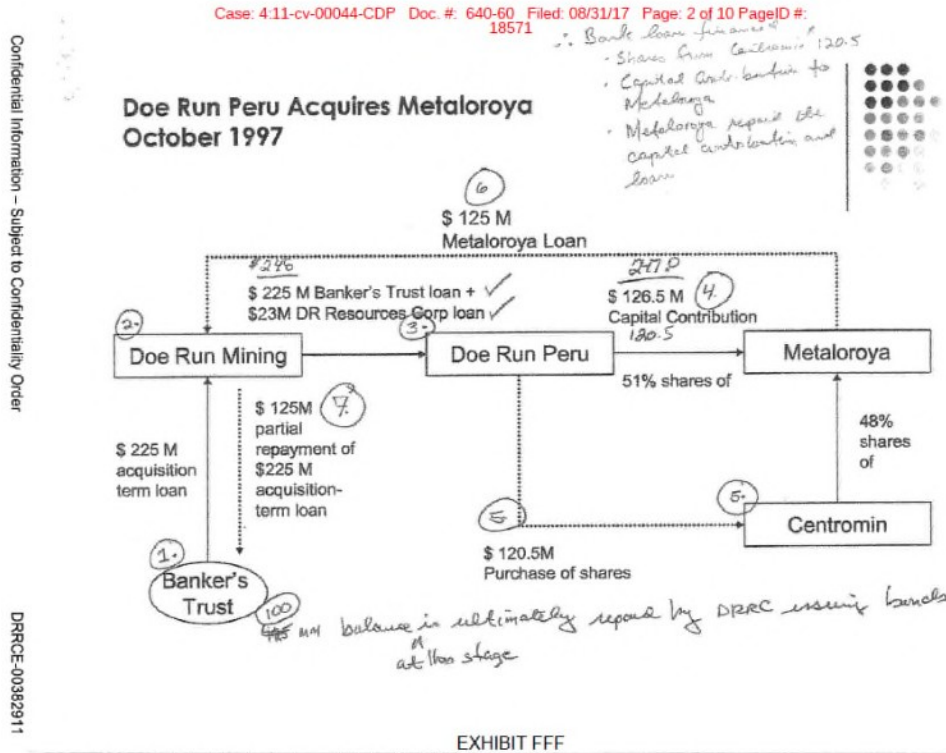 Case: 4:11-cv-00044-CDP Doc. #: 640-60 Filed: 08/31/17 Page: 2 of 10 PageID #:
18571
∴ Bank loan financed
· Shares from Centromin 120.5
· Capital contribution to
Metaloroya
· Metaloroya repaid the
capital contribution and
loan
Confidential Information – Subject to Confidentiality Order
Doe Run Peru Acquires Metaloroya
October 1997
6
$ 125 M
Metaloroya Loan
$ 225 M Banker's Trust loan +
$23M DR Resources Corp loan
247.0
$ 126.5 M
4.
Capital Contribution
120.5
2.
Doe Run Mining
3.
Doe Run Peru
Metaloroya
51% shares of
$ 225 M
acquisition
term loan
$ 125M
partial
repayment of
$225 M
acquisition-
term loan
7.
48%
shares
of
5.
$ 120.5M
Purchase of shares
5.
Centromin
1.
Banker's
Trust
100
MM balance is ultimately repaid by DRRC issuing bonds
at this stage
DRRCE-00382911
EXHIBIT FFF